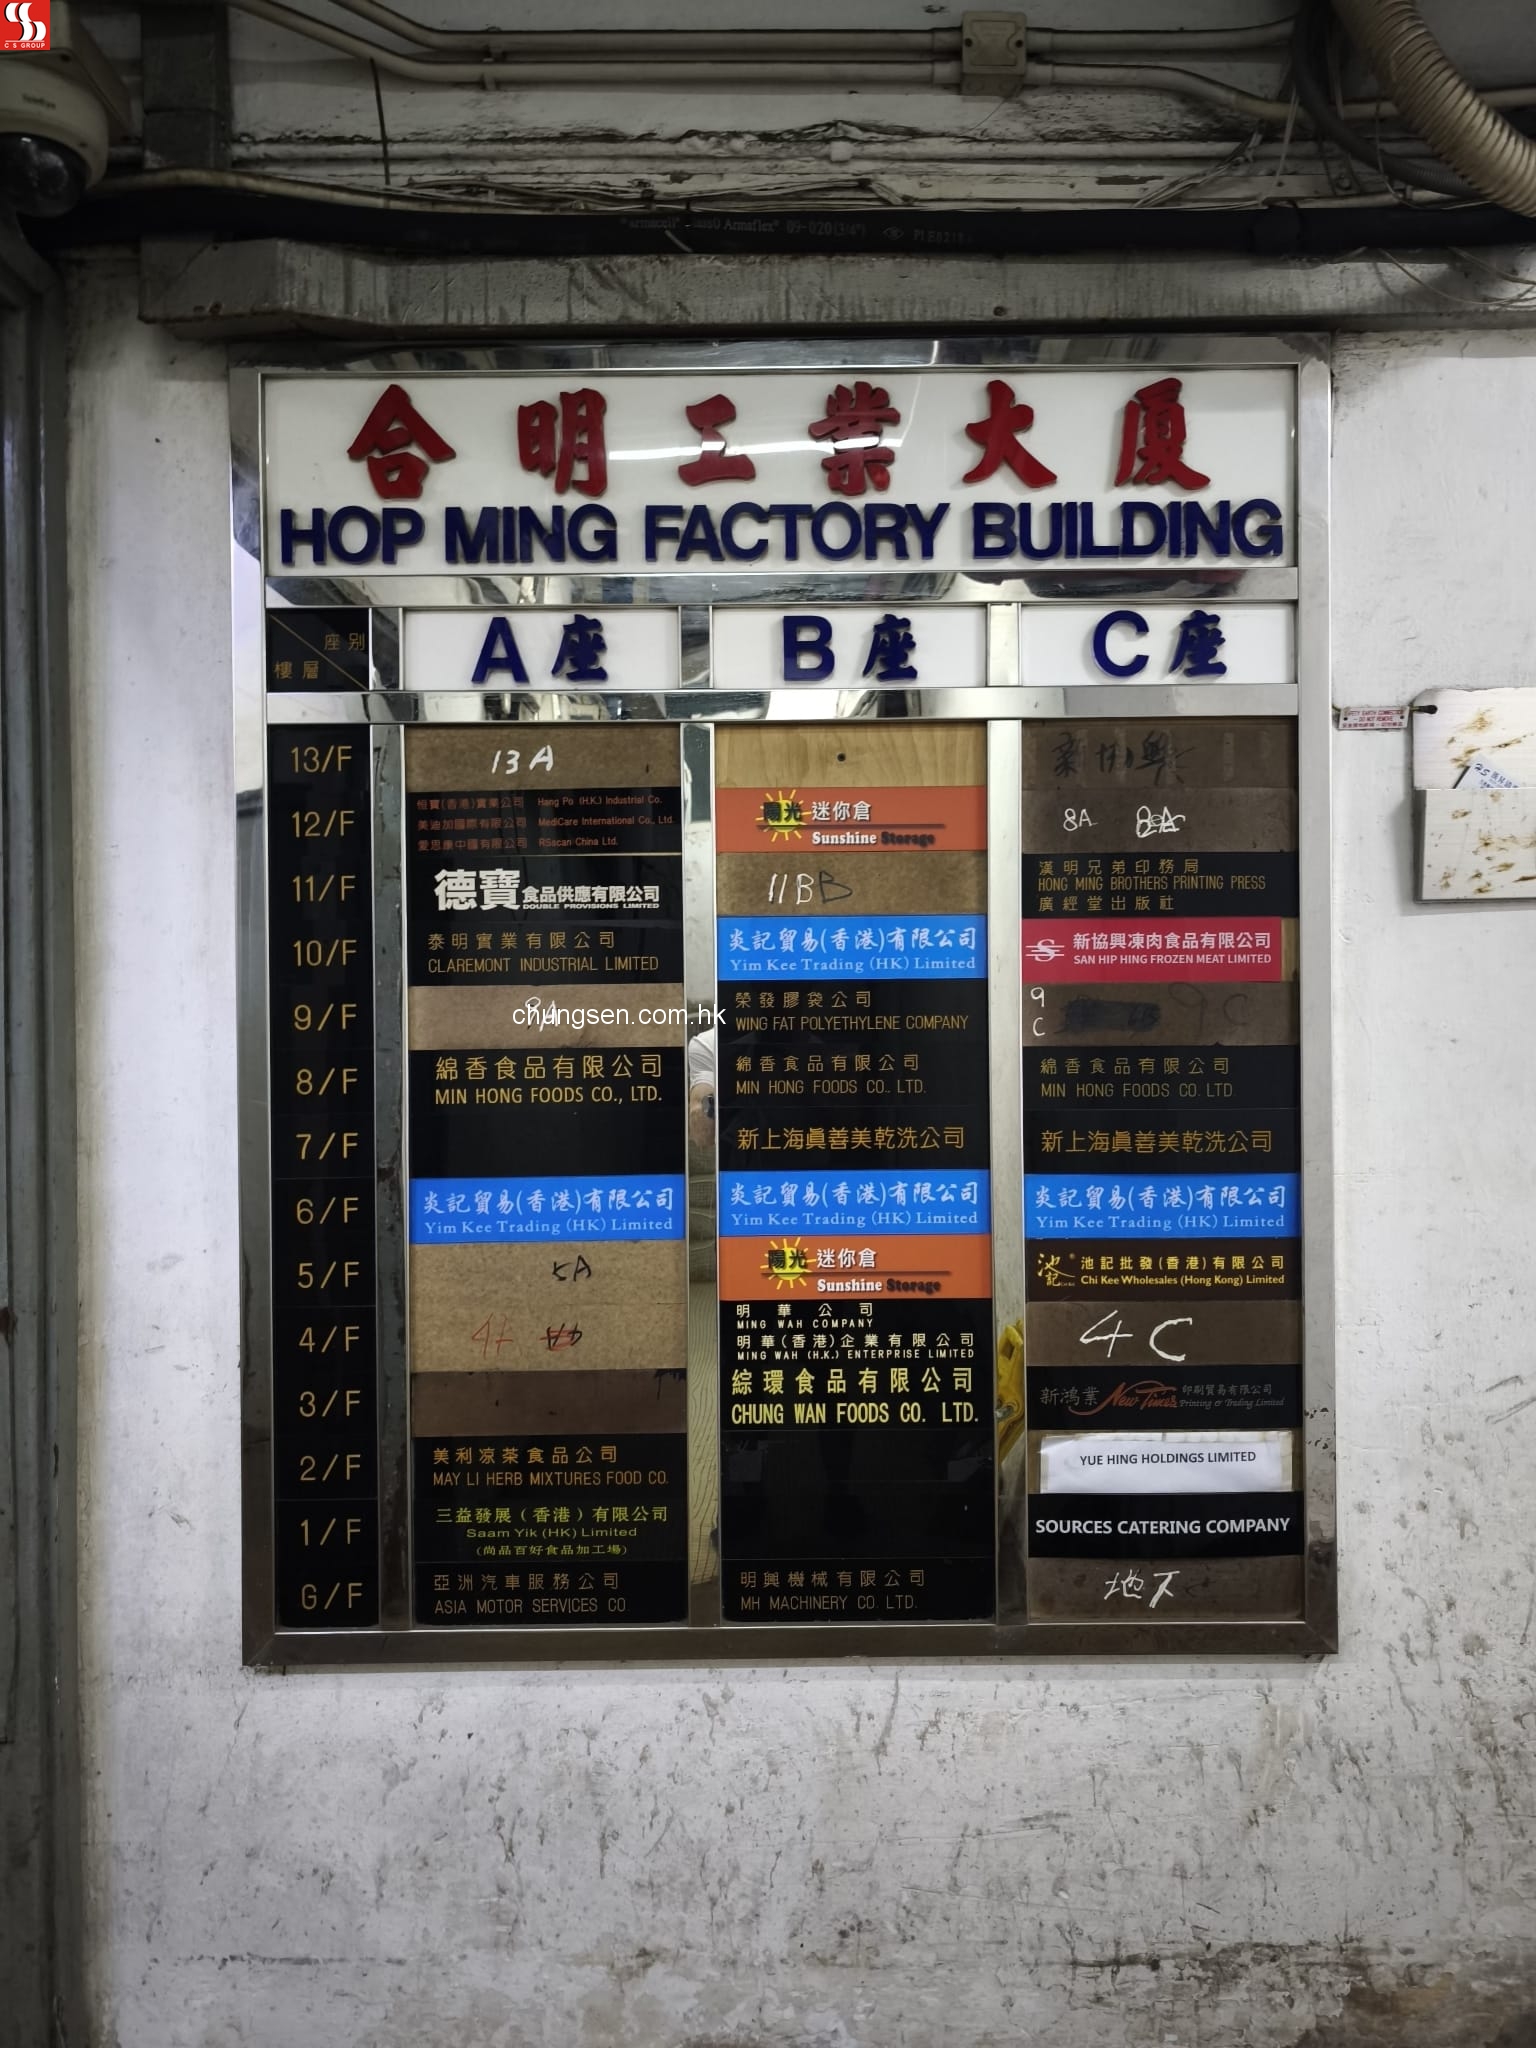 C S GROUP
合明工業大廈
HOP MING FACTORY BUILDING
座別
樓層
A座
B座
C座
13/F
13A
新協興
12/F
恒寶(香港)實業公司 Hang Po (H.K.) Industrial Co.
美迪加國際有限公司 MediCare International Co., Ltd.
愛思康中國有限公司 RSscan China Ltd.
陽光 迷你倉
Sunshine Storage
8A
11/F
德寶食品供應有限公司
DOUBLE PROVISIONS LIMITED
11B B
漢明兄弟印務局
HONG MING BROTHERS PRINTING PRESS
廣經堂出版社
10/F
泰明實業有限公司
CLAREMONT INDUSTRIAL LIMITED
炎記貿易(香港)有限公司
Yim Kee Trading (HK) Limited
新協興凍肉食品有限公司
SAN HIP HING FROZEN MEAT LIMITED
9/F
9A
chungsen.com.hk
榮發膠袋公司
WING FAT POLYETHYLENE COMPANY
9
C
9C
8/F
綿香食品有限公司
MIN HONG FOODS CO., LTD.
綿香食品有限公司
MIN HONG FOODS CO., LTD.
綿香食品有限公司
MIN HONG FOODS CO. LTD.
7/F
新上海眞善美乾洗公司
新上海眞善美乾洗公司
6/F
炎記貿易(香港)有限公司
Yim Kee Trading (HK) Limited
炎記貿易(香港)有限公司
Yim Kee Trading (HK) Limited
炎記貿易(香港)有限公司
Yim Kee Trading (HK) Limited
5/F
5A
陽光 迷你倉
Sunshine Storage
池記
池記批發(香港)有限公司
Chi Kee Wholesales (Hong Kong) Limited
4/F
4A
明華公司
MING WAH COMPANY
明華(香港)企業有限公司
MING WAH (H.K.) ENTERPRISE LIMITED
4C
3/F
綜環食品有限公司
CHUNG WAN FOODS CO. LTD.
新鴻業 New Times 印刷貿易有限公司
Printing & Trading Limited
2/F
美利凉茶食品公司
MAY LI HERB MIXTURES FOOD CO.
YUE HING HOLDINGS LIMITED
1/F
三益發展（香港）有限公司
Saam Yik (HK) Limited
(尚品百好食品加工場)
SOURCES CATERING COMPANY
G/F
亞洲汽車服務公司
ASIA MOTOR SERVICES CO.
明興機械有限公司
MH MACHINERY CO. LTD.
地下
SAFETY EARTH CONNECTION
- DO NOT REMOVE